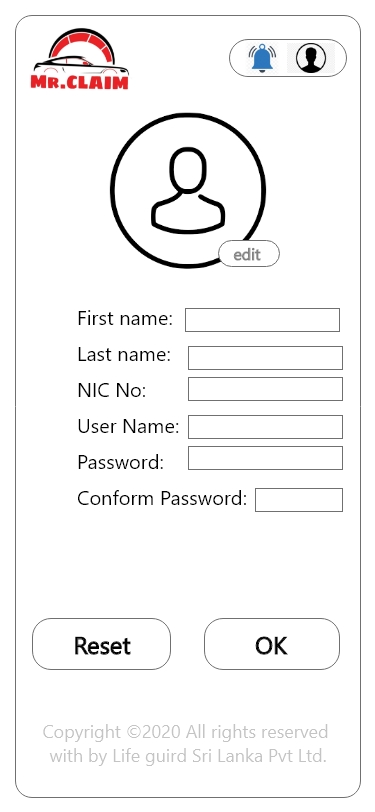 MR.CLAIM
edit
First name:
Last name:
NIC No:
User Name:
Password:
Conform Password:
Reset
OK
Copyright ©2020 All rights reserved
with by Life guird Sri Lanka Pvt Ltd.